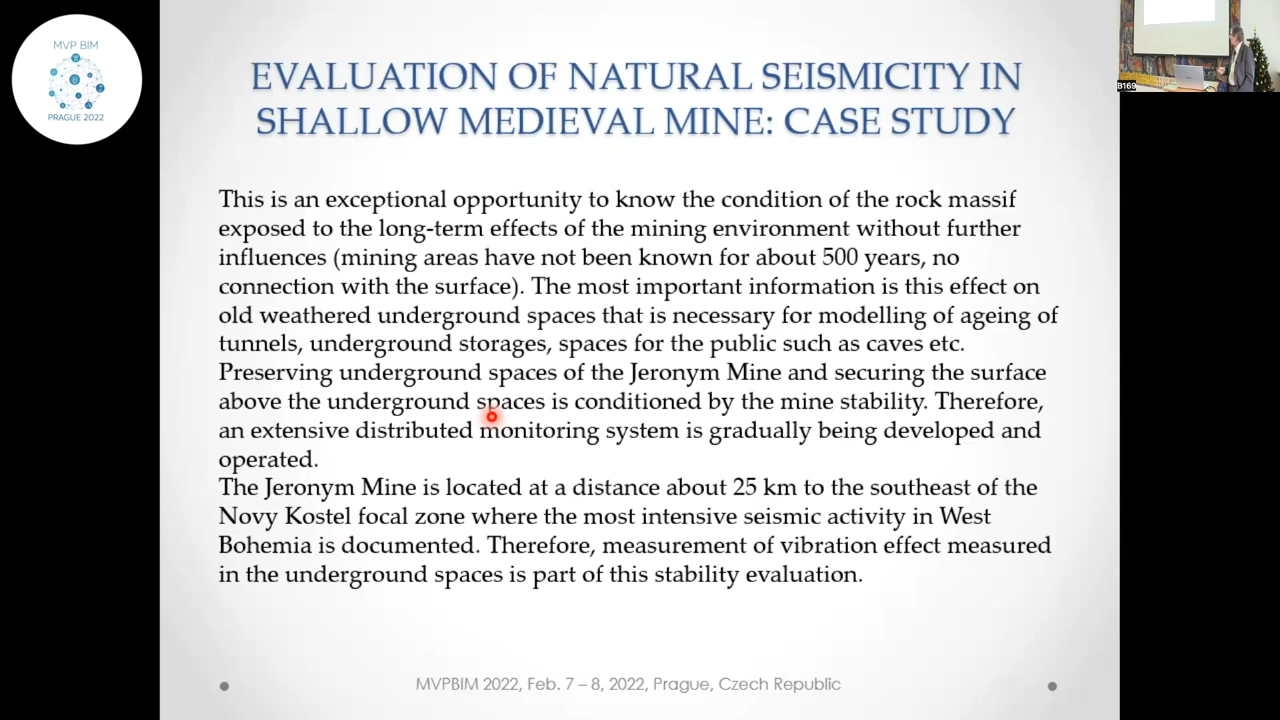 MVP BIM
PRAGUE 2022
B169
EVALUATION OF NATURAL SEISMICITY IN
SHALLOW MEDIEVAL MINE: CASE STUDY
This is an exceptional opportunity to know the condition of the rock massif
exposed to the long-term effects of the mining environment without further
influences (mining areas have not been known for about 500 years, no
connection with the surface). The most important information is this effect on
old weathered underground spaces that is necessary for modelling of ageing of
tunnels, underground storages, spaces for the public such as caves etc.
Preserving underground spaces of the Jeronym Mine and securing the surface
above the underground spaces is conditioned by the mine stability. Therefore,
an extensive distributed monitoring system is gradually being developed and
operated.
The Jeronym Mine is located at a distance about 25 km to the southeast of the
Novy Kostel focal zone where the most intensive seismic activity in West
Bohemia is documented. Therefore, measurement of vibration effect measured
in the underground spaces is part of this stability evaluation.
MVPBIM 2022, Feb. 7 – 8, 2022, Prague, Czech Republic